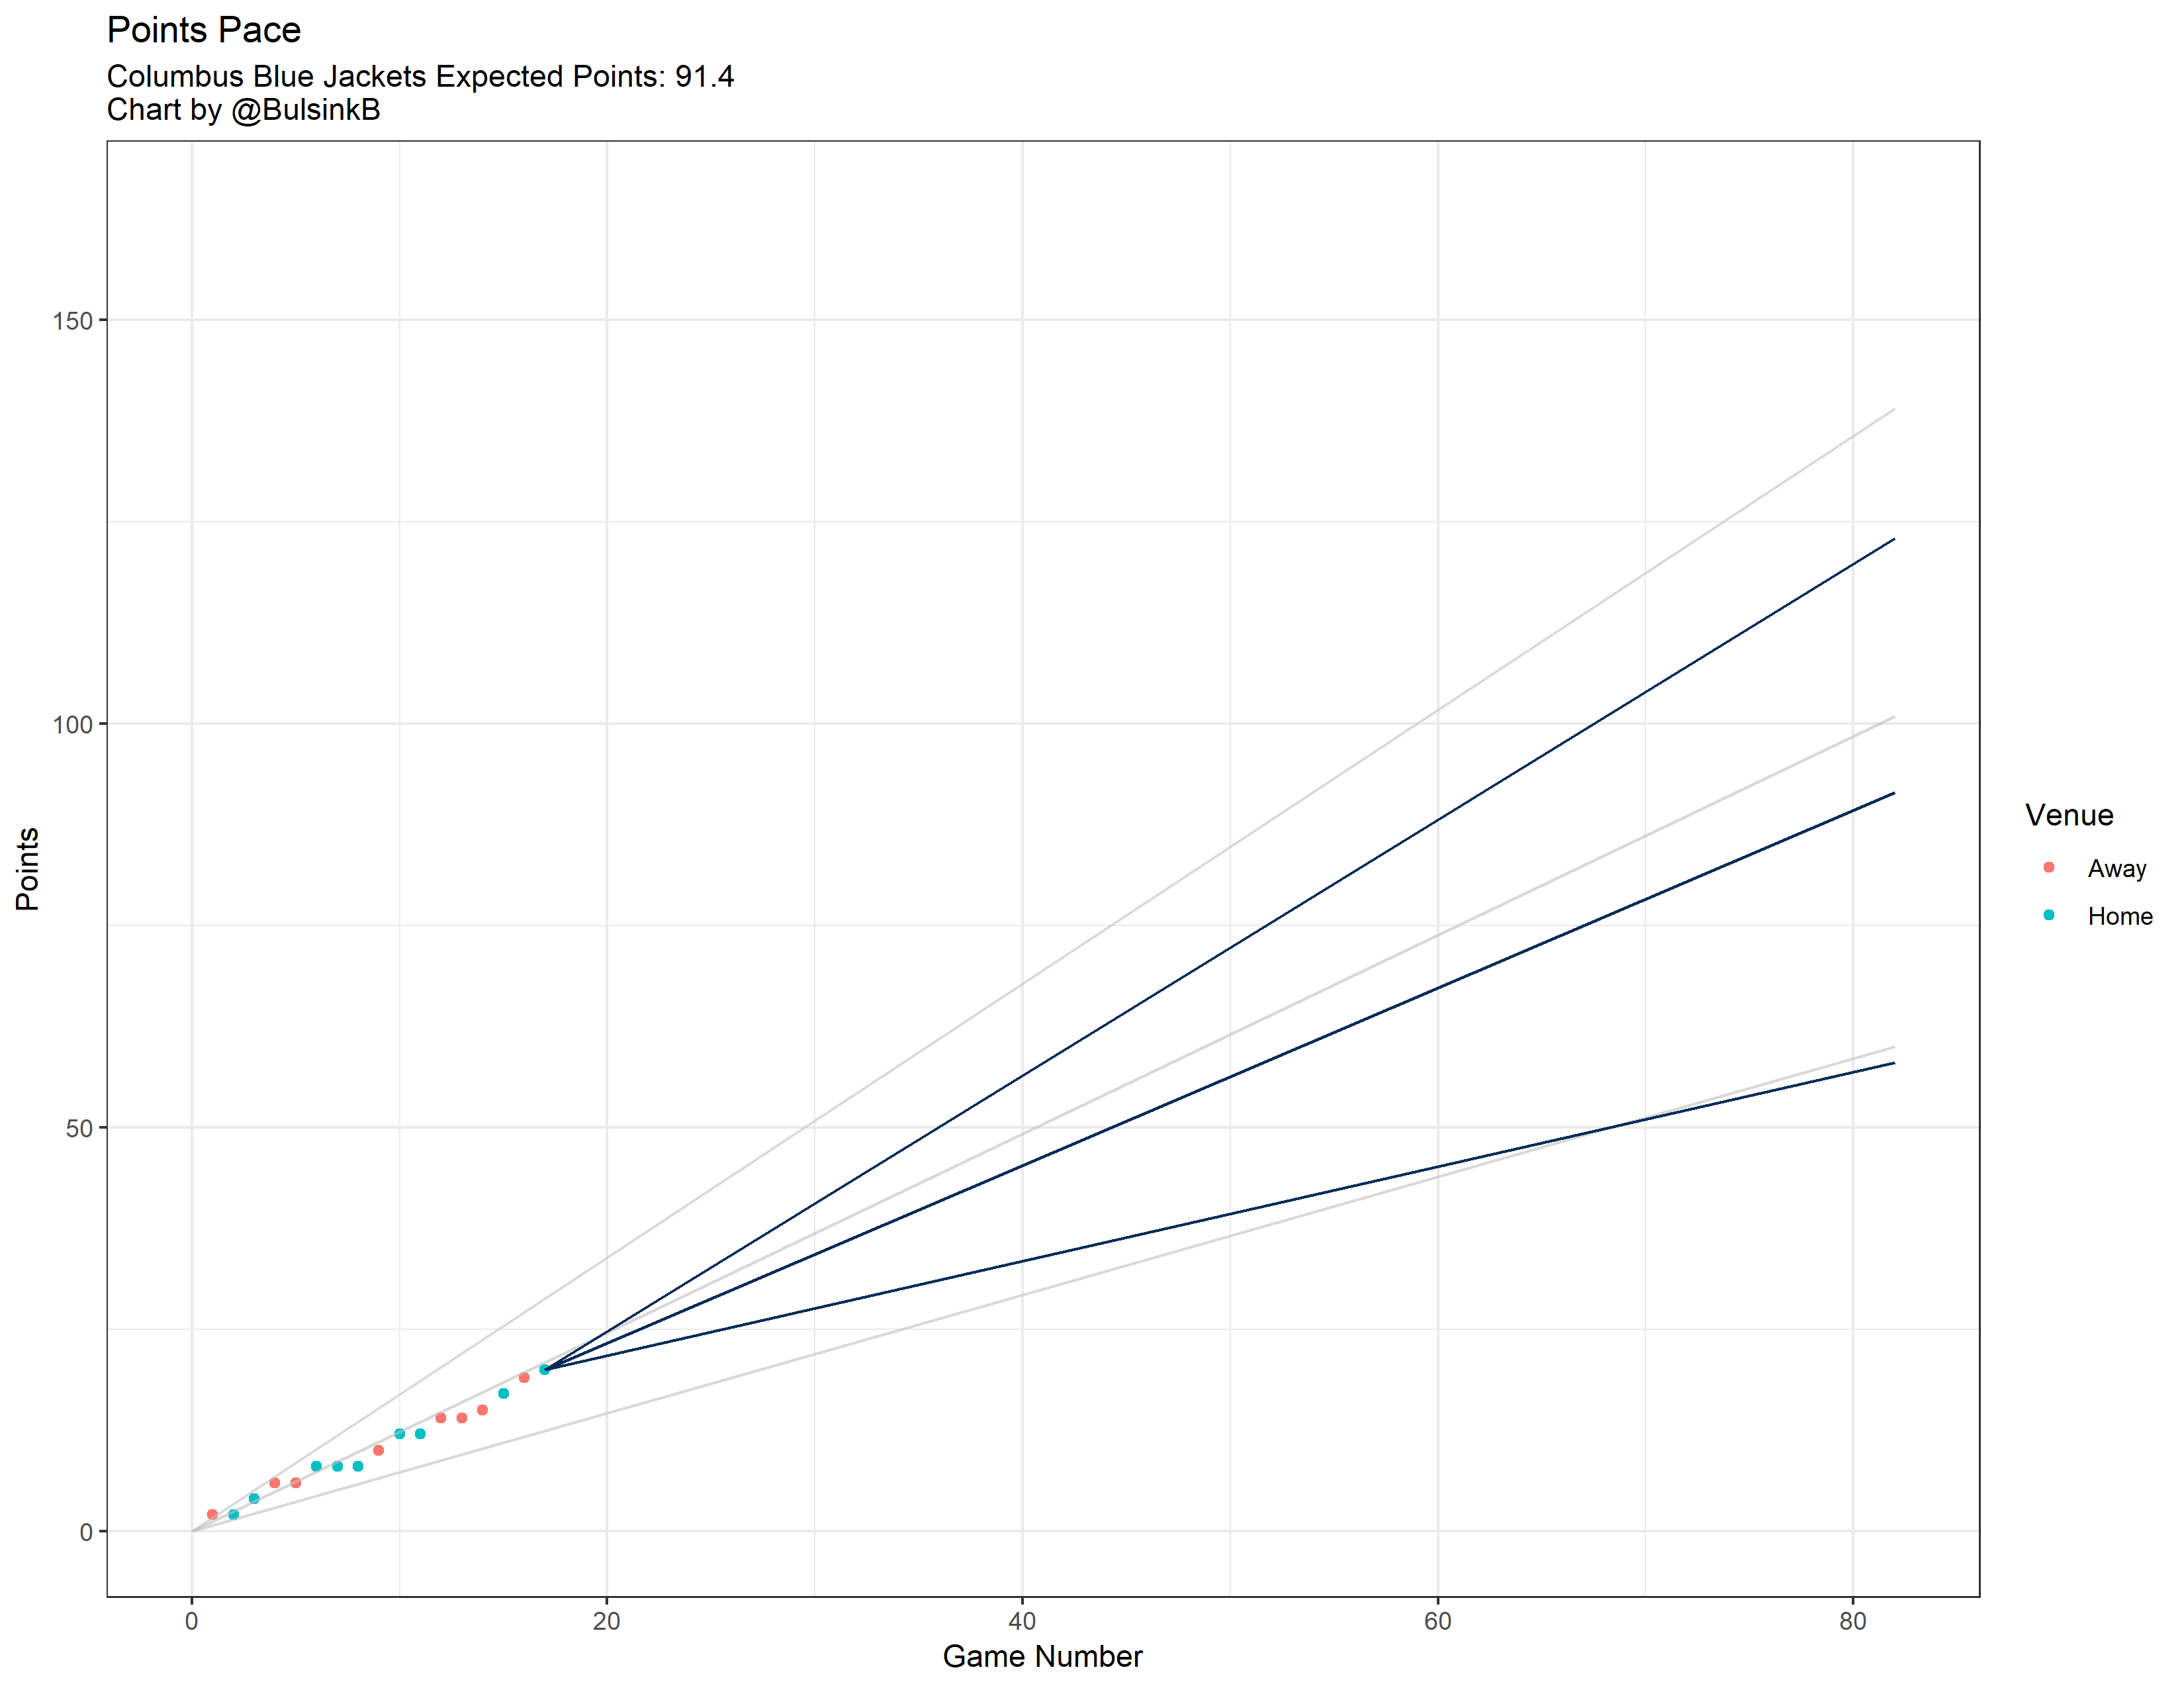 Points Pace
Columbus Blue Jackets Expected Points: 91.4
Chart by @BulsinkB
150
100
50
0
Points
0 20 40 60 80
Game Number
Venue
Away
Home